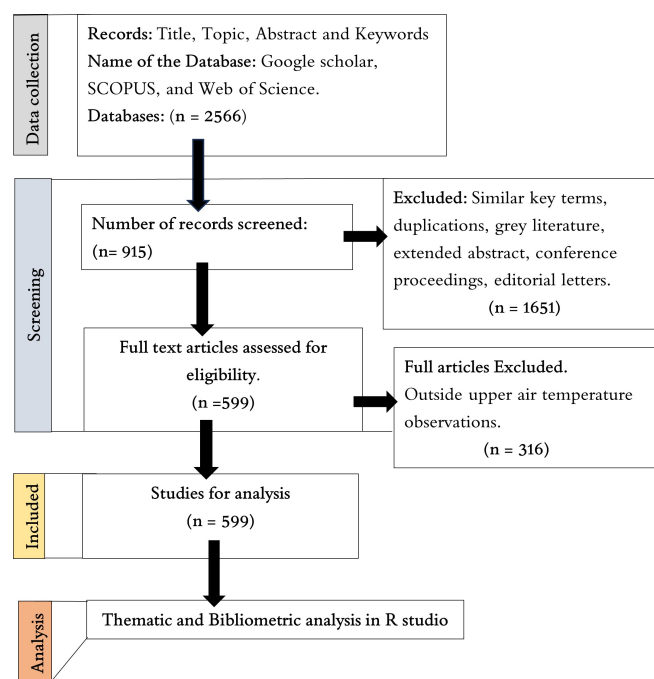 Data collection
Records: Title, Topic, Abstract and Keywords
Name of the Database: Google scholar,
SCOPUS, and Web of Science.
Databases: (n = 2566)
Screening
Number of records screened:
(n= 915)
Excluded: Similar key terms,
duplications, grey literature,
extended abstract, conference
proceedings, editorial letters.
(n = 1651)
Full text articles assessed for
eligibility.
(n =599)
Full articles Excluded.
Outside upper air temperature
observations.
(n = 316)
Included
Studies for analysis
(n = 599)
Analysis
Thematic and Bibliometric analysis in R studio